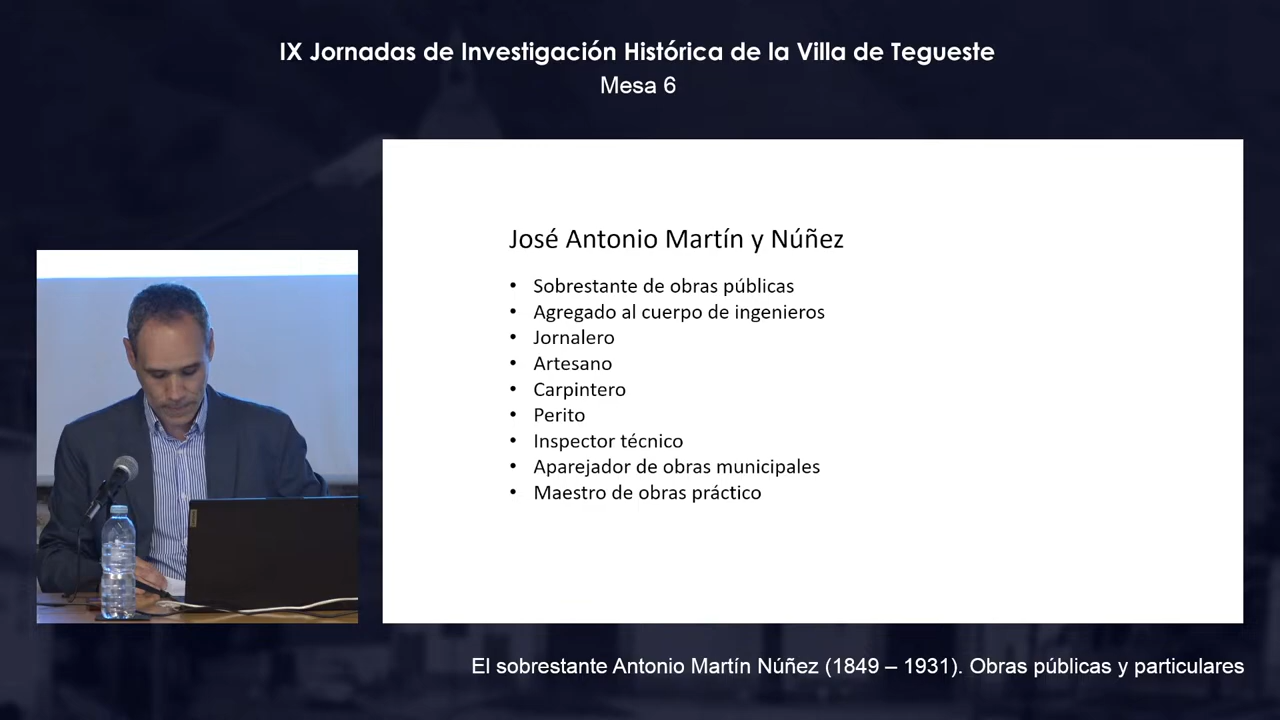 IX Jornadas de Investigación Histórica de la Villa de Tegueste
Mesa 6
José Antonio Martín y Núñez
• Sobrestante de obras públicas
• Agregado al cuerpo de ingenieros
• Jornalero
• Artesano
• Carpintero
• Perito
• Inspector técnico
• Aparejador de obras municipales
• Maestro de obras práctico
El sobrestante Antonio Martín Núñez (1849 – 1931). Obras públicas y particulares